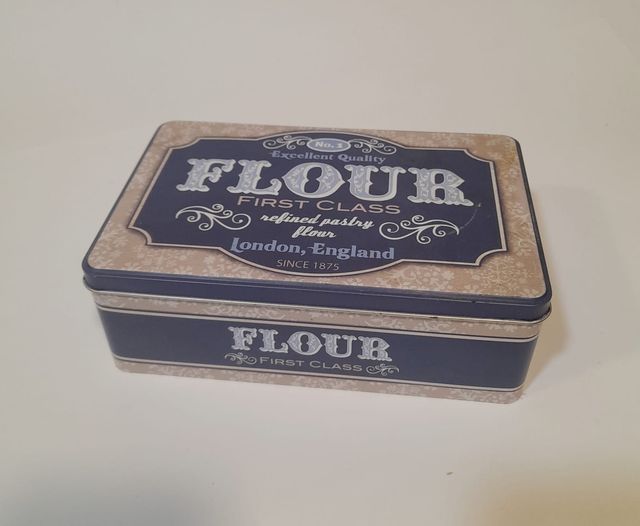 No. 1
Excellent Quality
FLOUR
FIRST CLASS
refined pastry
flour
London, England
SINCE 1875
FLOUR
FIRST CLASS